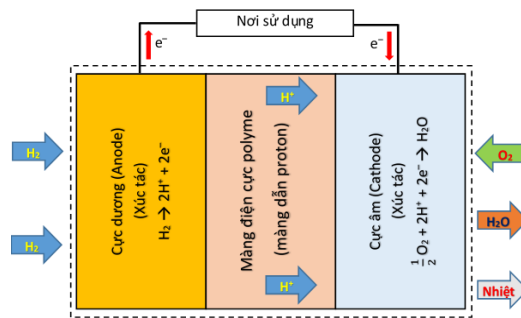 Nơi sử dụng
e⁻
e⁻
H₂
H₂
Cực dương (Anode)
(Xúc tác)
H₂ → 2H⁺ + 2e⁻
Màng điện cực polyme
(màng dẫn proton)
H⁺
H⁺
Cực âm (Cathode)
(Xúc tác)
½ O₂ + 2H⁺ + 2e⁻ → H₂O
O₂
H₂O
Nhiệt